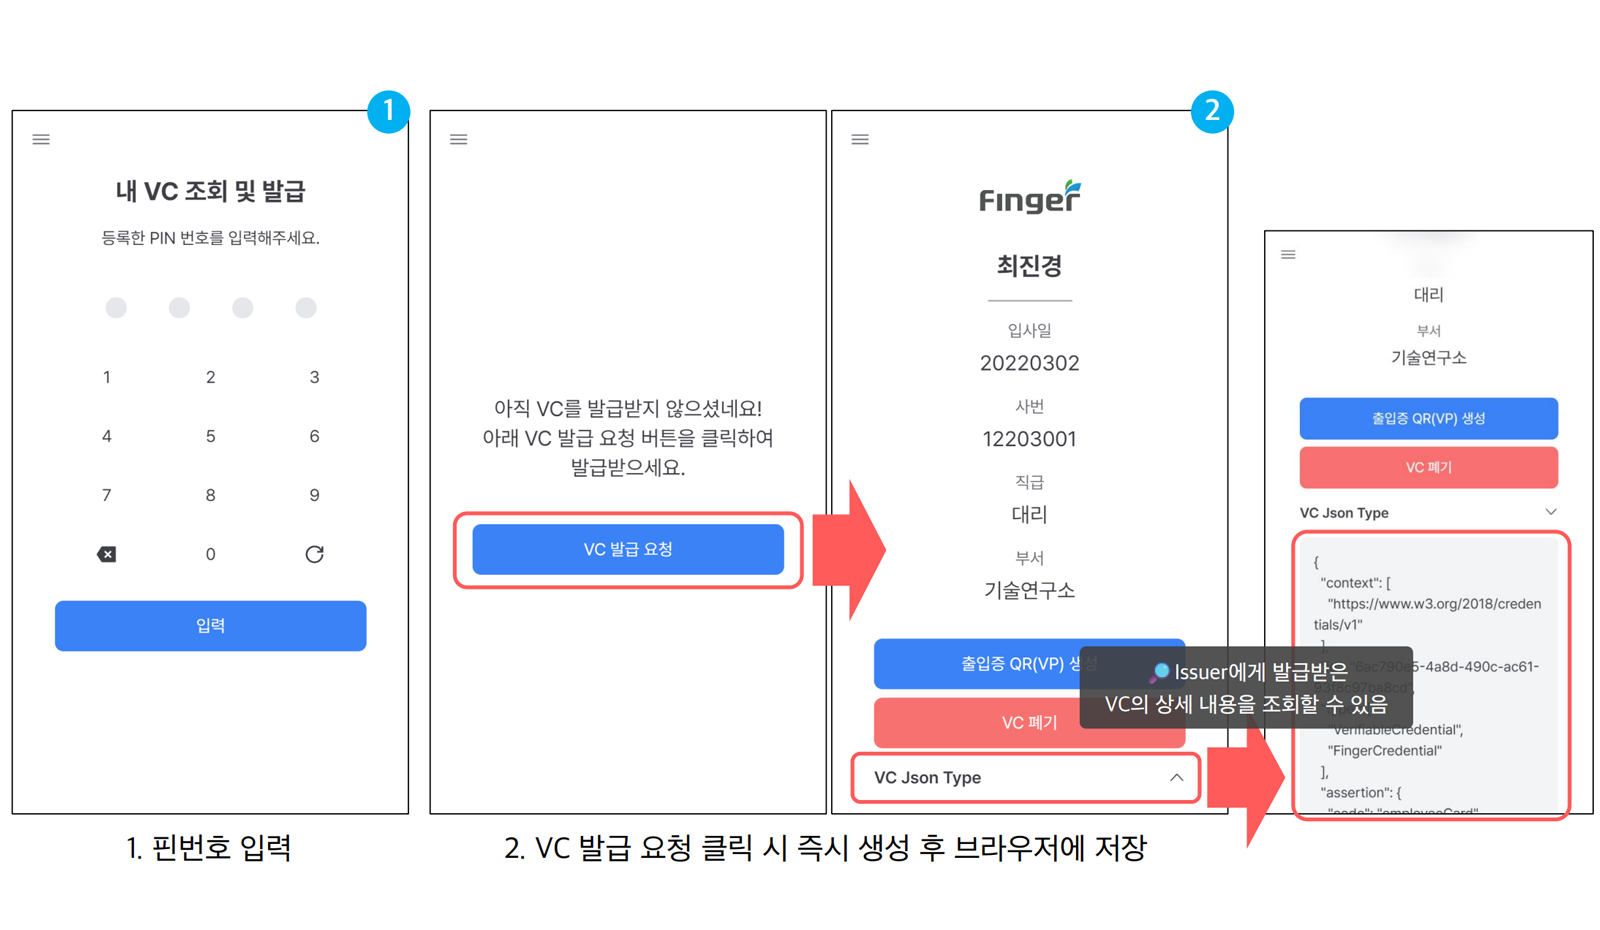 1
내 VC 조회 및 발급
등록한 PIN 번호를 입력해주세요.
1 2 3
4 5 6
7 8 9
0
입력
1. 핀번호 입력
아직 VC를 발급받지 않으셨네요!
아래 VC 발급 요청 버튼을 클릭하여
발급받으세요.
VC 발급 요청
2
Finger
최진경
입사일
20220302
사번
12203001
직급
대리
부서
기술연구소
출입증 QR(VP) 생성
VC 폐기
VC Json Type
2. VC 발급 요청 클릭 시 즉시 생성 후 브라우저에 저장
Issuer에게 발급받은
VC의 상세 내용을 조회할 수 있음
대리
부서
기술연구소
출입증 QR(VP) 생성
VC 폐기
VC Json Type
{
"context": [
"https://www.w3.org/2018/creden
tials/v1"
],
"6ac790e5-4a8d-490c-ac61-
93f8c97ba8cd",
"VerifiableCredential",
"FingerCredential"
],
"assertion": {
"code": "employeeCard"